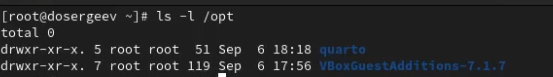 [root@dosergeev ~]# ls -l /opt
total 0
drwxr-xr-x. 5 root root  51 Sep  6 18:18 quarto
drwxr-xr-x. 7 root root 119 Sep  6 17:56 VBoxGuestAdditions-7.1.7